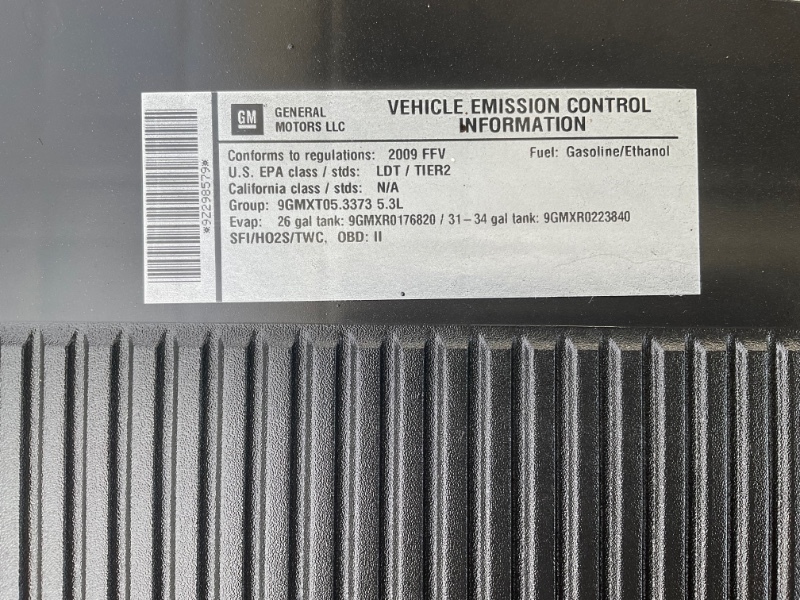 GM
GENERAL
MOTORS LLC
VEHICLE EMISSION CONTROL
INFORMATION
Conforms to regulations: 2009 FFV Fuel: Gasoline/Ethanol
U.S. EPA class / stds: LDT / TIER2
California class / stds: N/A
Group: 9GMXT05.3373 5.3L
Evap: 26 gal tank: 9GMXR0176820 / 31-34 gal tank: 9GMXR0223840
SFI/HO2S/TWC, OBD: II
*92298579*